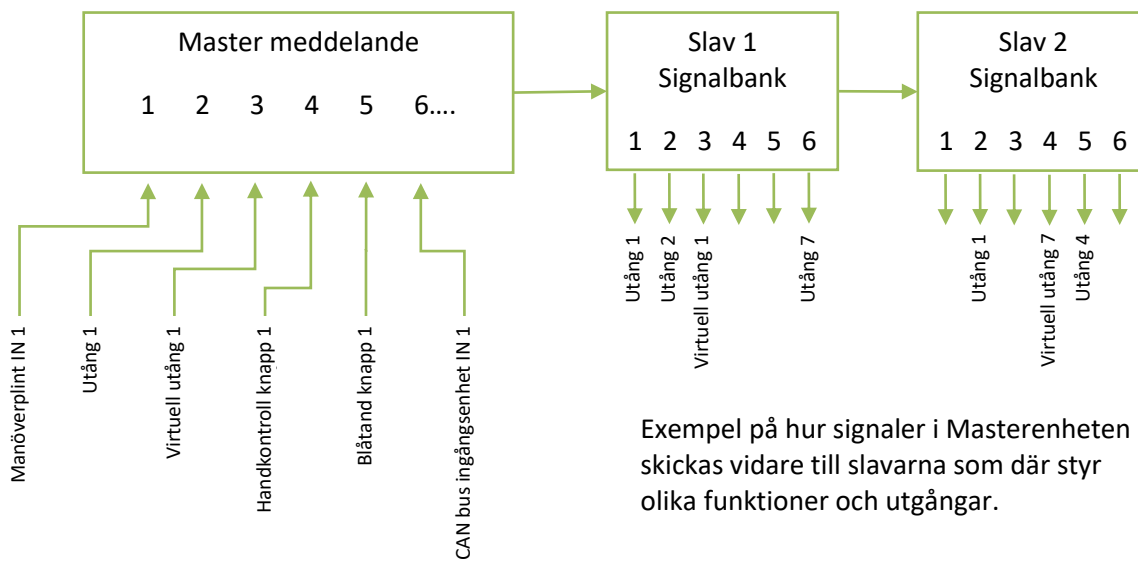 Master meddelande
1 2 3 4 5 6....
Slav 1
Signalbank
1 2 3 4 5 6
Slav 2
Signalbank
1 2 3 4 5 6
Manöverplint IN 1
Utång 1
Virtuell utång 1
Handkontroll knapp 1
Blåtand knapp 1
CAN bus ingångsenhet IN 1
Utång 1
Utång 2
Virtuell utång 1
Utång 7
Utång 1
Virtuell utång 7
Utång 4
Exempel på hur signaler i Masterenheten
skickas vidare till slavarna som där styr
olika funktioner och utgångar.